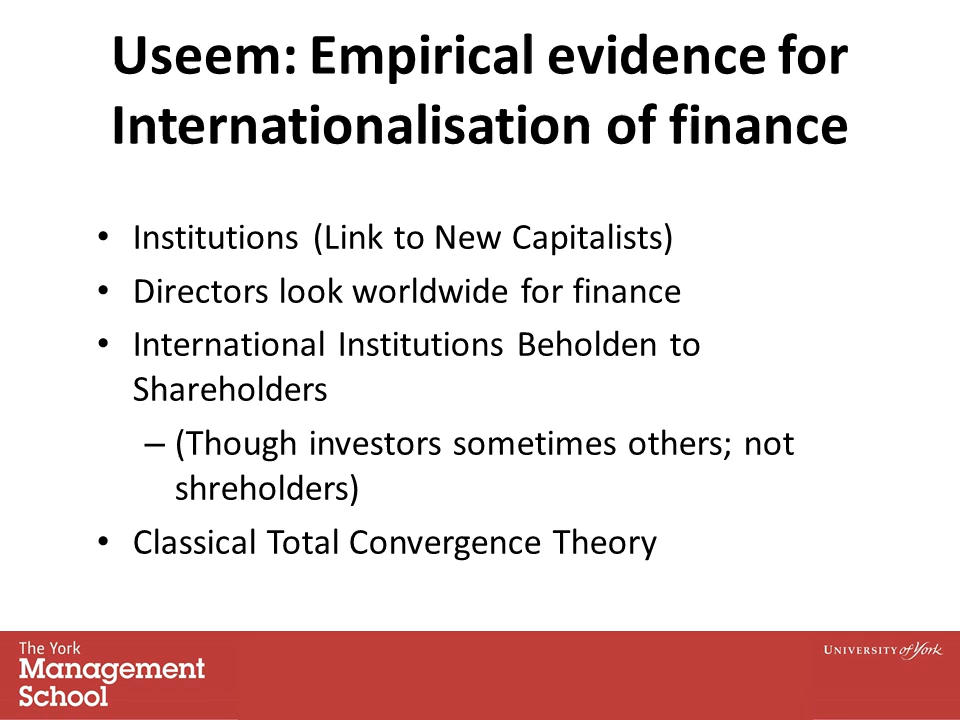 Useem: Empirical evidence for
Internationalisation of finance
• Institutions (Link to New Capitalists)
• Directors look worldwide for finance
• International Institutions Beholden to
Shareholders
– (Though investors sometimes others; not
shreholders)
• Classical Total Convergence Theory
The York
Management
School
UNIVERSITY of York